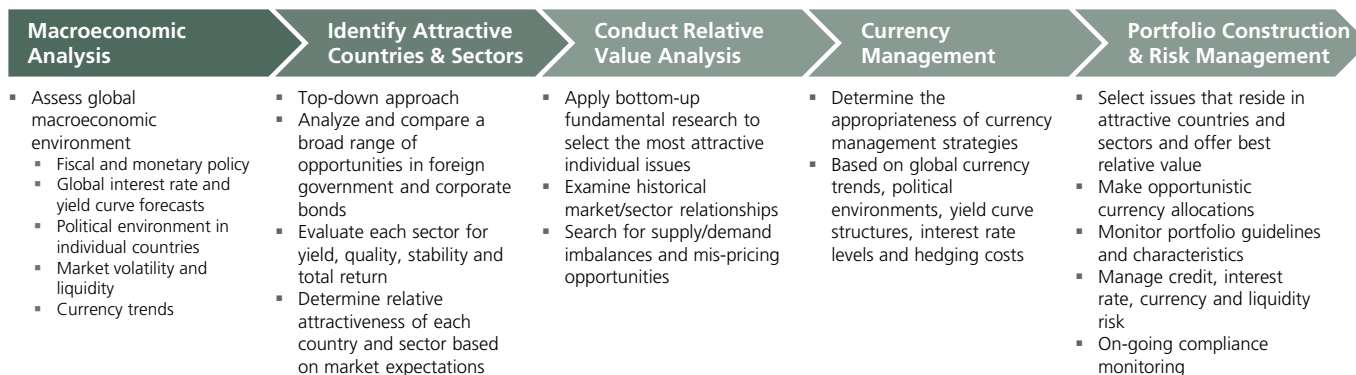 Macroeconomic
Analysis
▪ Assess global
macroeconomic
environment
▪ Fiscal and monetary policy
▪ Global interest rate and
yield curve forecasts
▪ Political environment in
individual countries
▪ Market volatility and
liquidity
▪ Currency trends
Identify Attractive
Countries & Sectors
▪ Top-down approach
▪ Analyze and compare a
broad range of
opportunities in foreign
government and corporate
bonds
▪ Evaluate each sector for
yield, quality, stability and
total return
▪ Determine relative
attractiveness of each
country and sector based
on market expectations
Conduct Relative
Value Analysis
▪ Apply bottom-up
fundamental research to
select the most attractive
individual issues
▪ Examine historical
market/sector relationships
▪ Search for supply/demand
imbalances and mis-pricing
opportunities
Currency
Management
▪ Determine the
appropriateness of currency
management strategies
▪ Based on global currency
trends, political
environments, yield curve
structures, interest rate
levels and hedging costs
Portfolio Construction
& Risk Management
▪ Select issues that reside in
attractive countries and
sectors and offer best
relative value
▪ Make opportunistic
currency allocations
▪ Monitor portfolio guidelines
and characteristics
▪ Manage credit, interest
rate, currency and liquidity
risk
▪ On-going compliance
monitoring